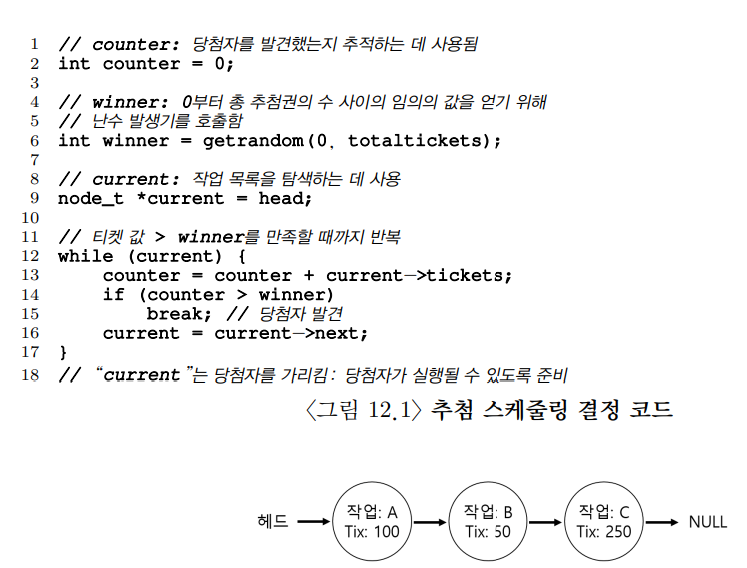 1 // counter: 당첨자를 발견했는지 추적하는 데 사용됨
2 int counter = 0;
3
4 // winner: 0부터 총 추첨권의 수 사이의 임의의 값을 얻기 위해
5 // 난수 발생기를 호출함
6 int winner = getrandom(0, totaltickets);
7
8 // current: 작업 목록을 탐색하는 데 사용
9 node_t *current = head;
10
11 // 티켓 값 > winner를 만족할 때까지 반복
12 while (current) {
13     counter = counter + current->tickets;
14     if (counter > winner)
15         break; // 당첨자 발견
16     current = current->next;
17 }
18 // “current ”는 당첨자를 가리킴: 당첨자가 실행될 수 있도록 준비
〈그림 12.1〉 추첨 스케줄링 결정 코드
헤드
작업: A
Tix: 100
작업: B
Tix: 50
작업: C
Tix: 250
NULL